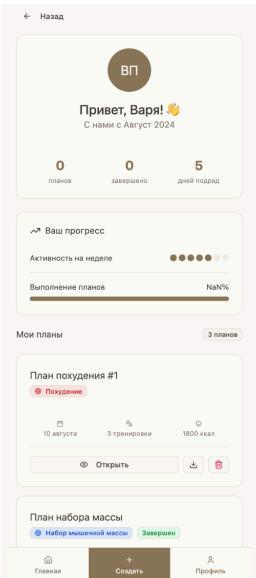 ← Назад
ВП
Привет, Варя! 👋
С нами с Август 2024
0 0 5
планов завершено дней подряд
Ваш прогресс
Активность на неделе
Выполнение планов NaN%
Мои планы 3 планов
План похудения #1
Похудение
10 августа 3 тренировки 1800 ккал
Открыть
План набора массы
Набор мышечной массы Завершен
Главная + Создать Профиль